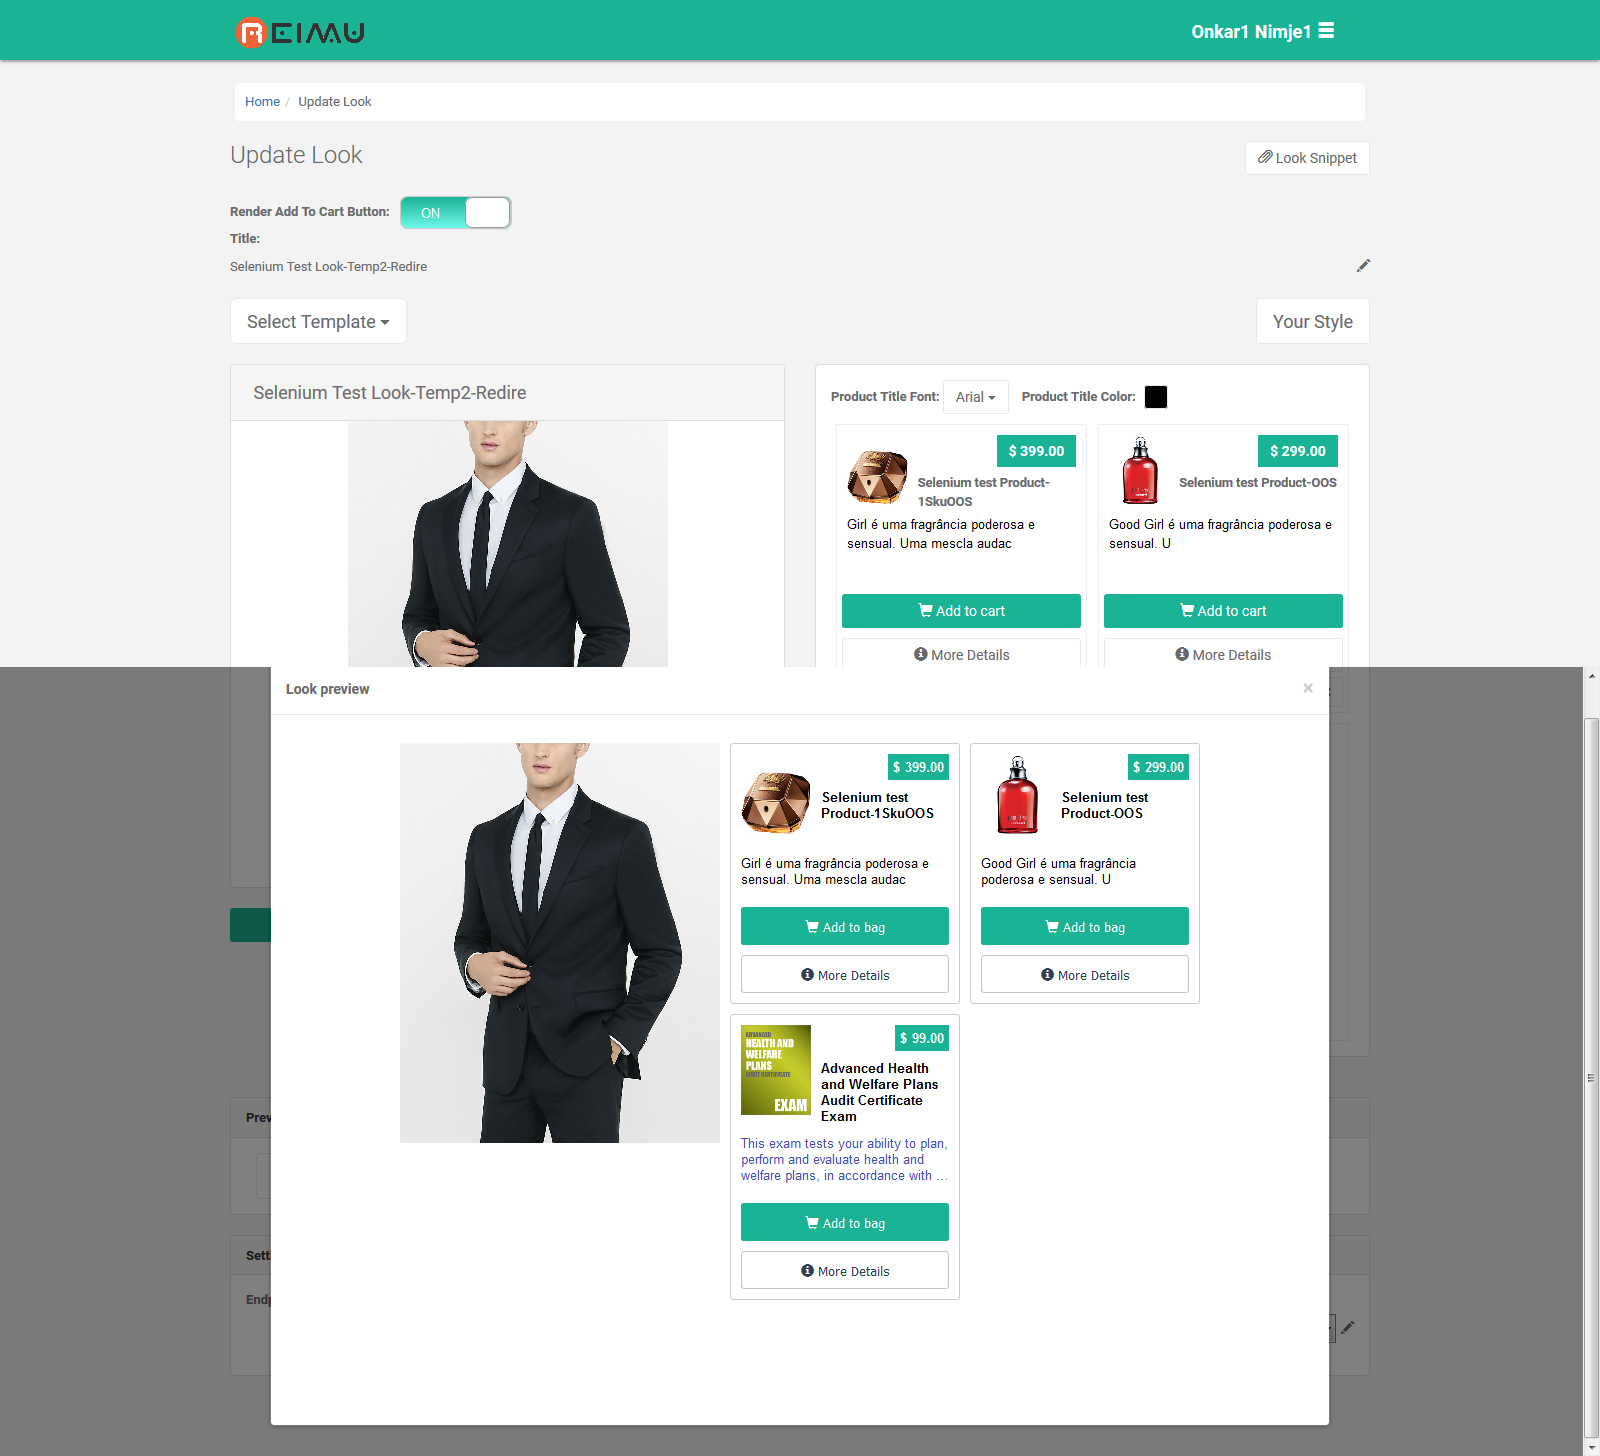 REIMU
Onkar1 Nimje1
Home / Update Look
Update Look
Look Snippet
Render Add To Cart Button:
ON
Title:
Selenium Test Look-Temp2-Redire
Select Template
Your Style
Selenium Test Look-Temp2-Redire
Product Title Font:
Arial
Product Title Color:
$ 399.00
Selenium test Product-
1SkuOOS
Girl é uma fragrância poderosa e
sensual. Uma mescla audac
Add to cart
More Details
$ 299.00
Selenium test Product-OOS
Good Girl é uma fragrância poderosa e
sensual. U
Add to cart
More Details
Look preview
×
$ 399.00
Selenium test
Product-1SkuOOS
Girl é uma fragrância poderosa e
sensual. Uma mescla audac
Add to bag
More Details
$ 299.00
Selenium test
Product-OOS
Good Girl é uma fragrância
poderosa e sensual. U
Add to bag
More Details
ADVANCED
HEALTH AND
WELFARE
PLANS
AUDIT CERTIFICATE
EXAM
$ 99.00
Advanced Health
and Welfare Plans
Audit Certificate
Exam
This exam tests your ability to plan,
perform and evaluate health and
welfare plans, in accordance with ...
Add to bag
More Details
Prev
Sett
Endp